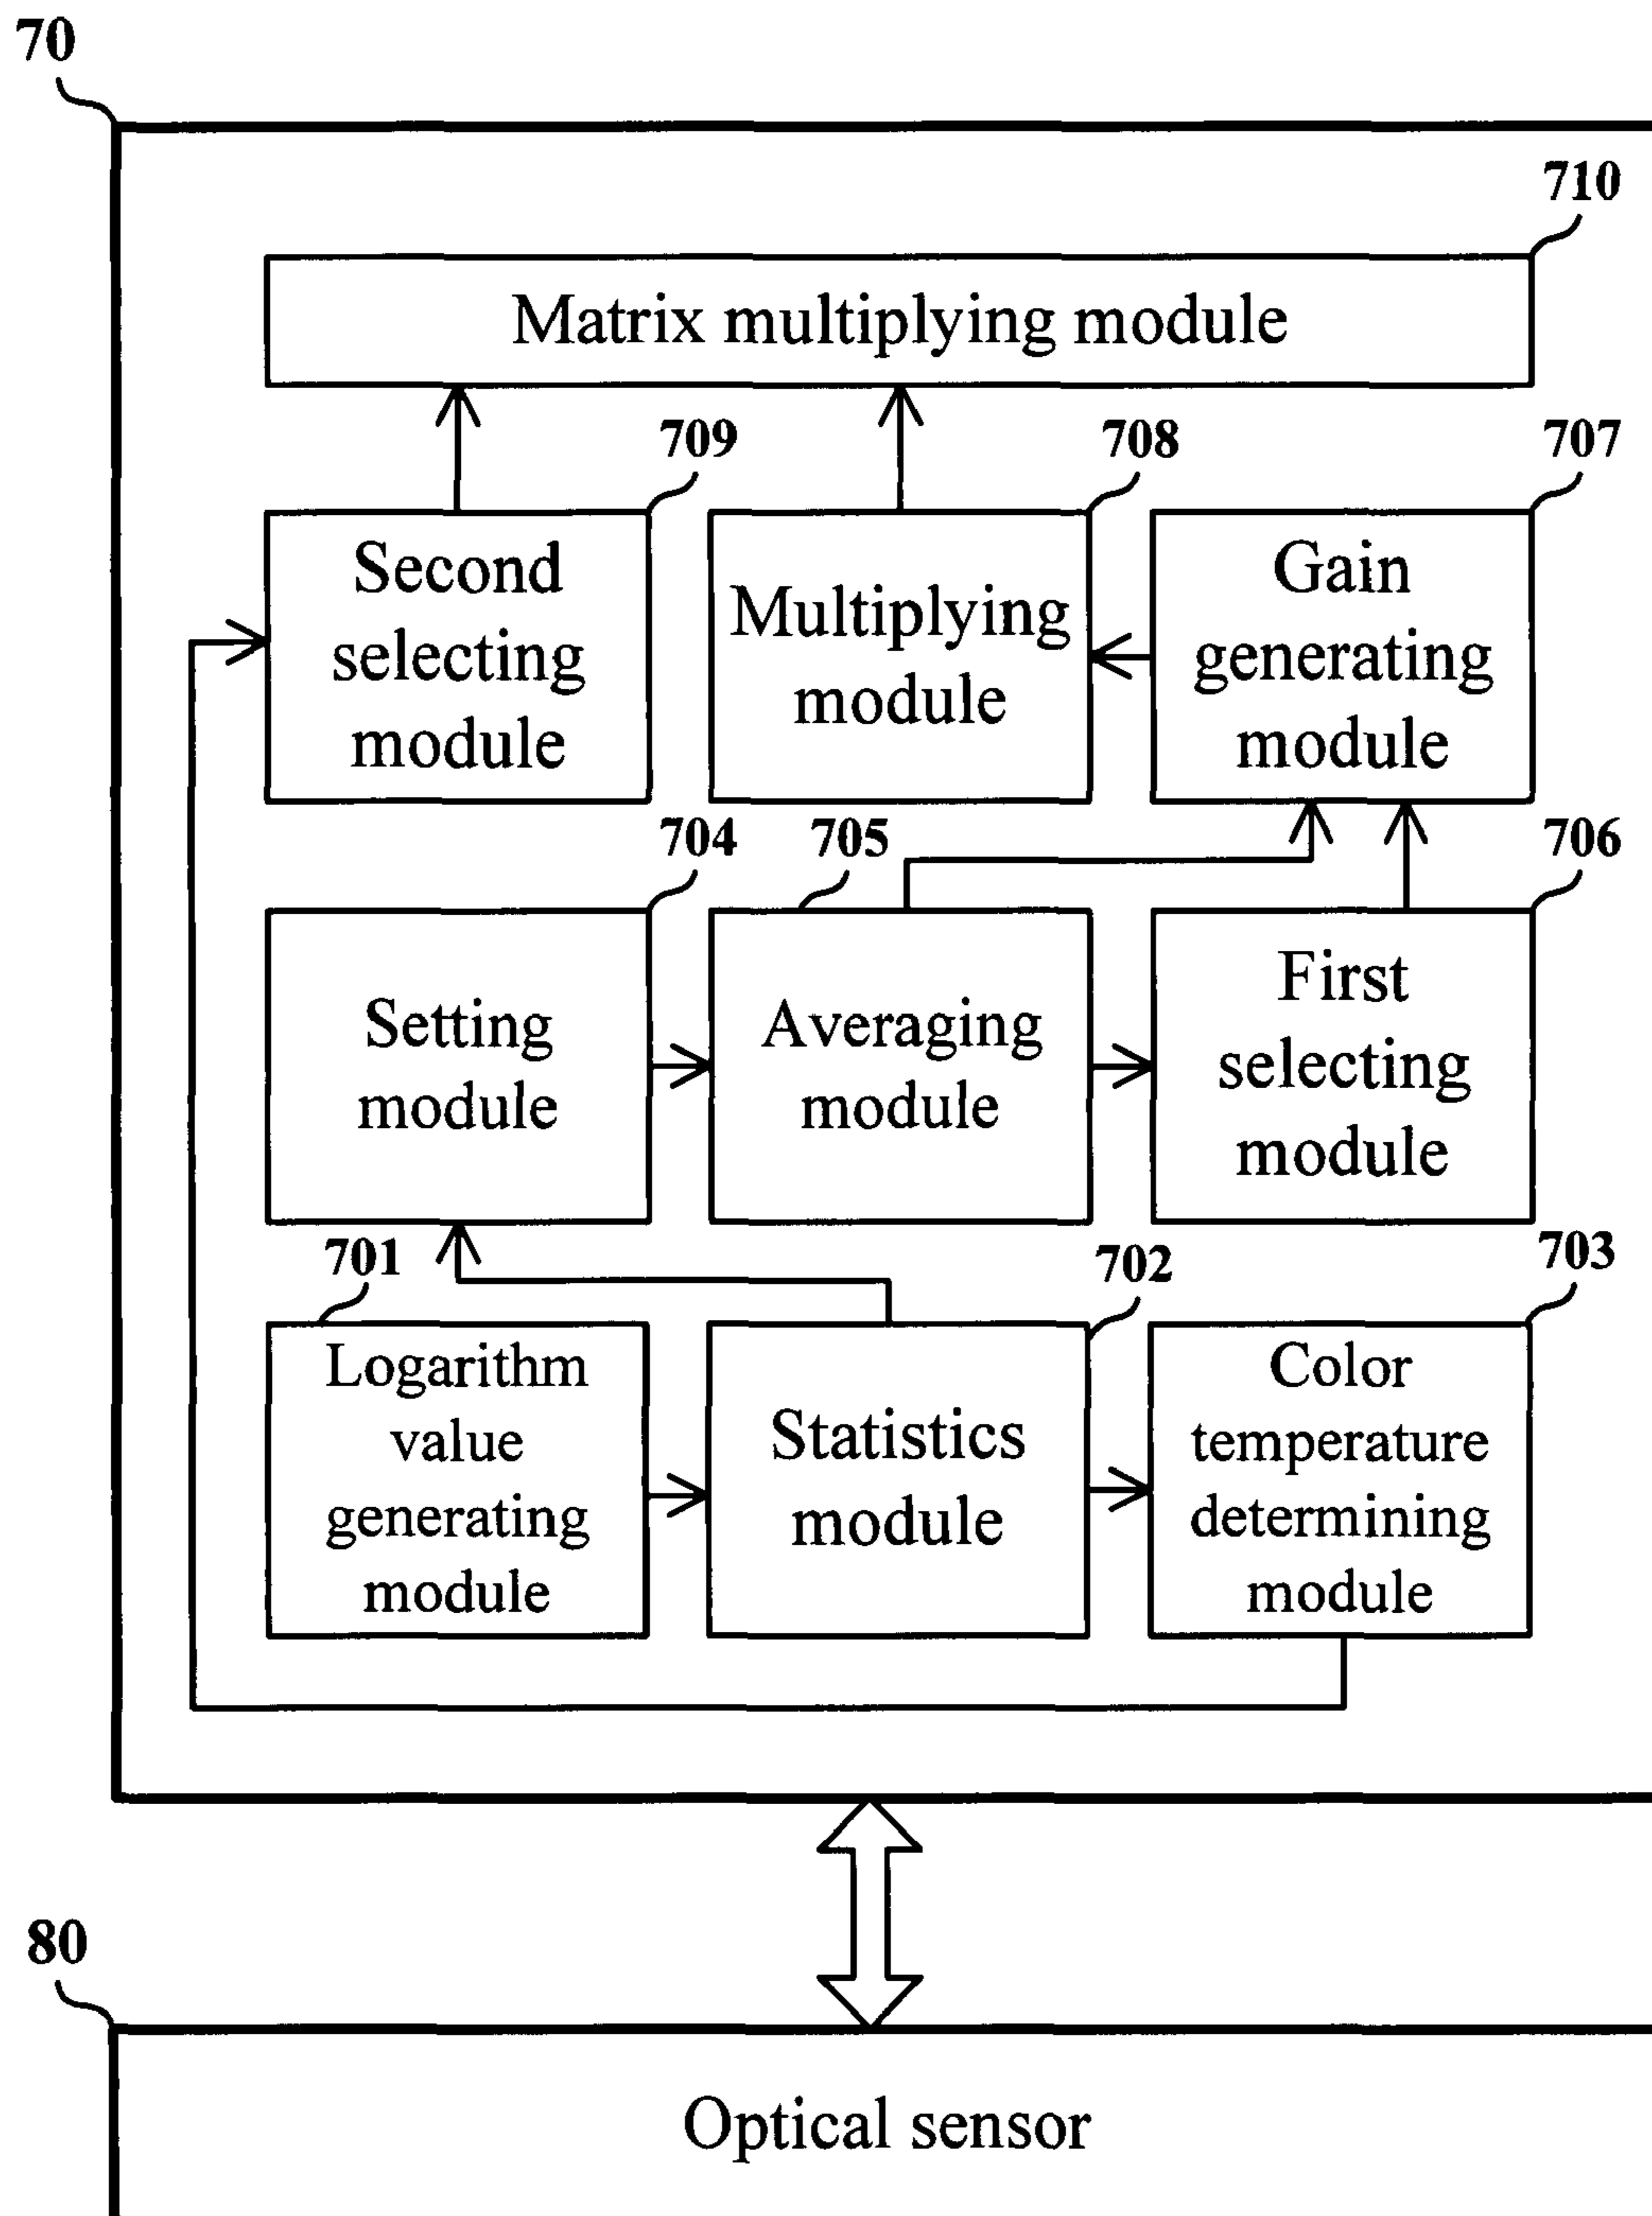 70
710
Matrix multiplying module
709
708
707
Second
selecting
module
Multiplying
module
Gain
generating
module
704
705
706
Setting
module
Averaging
module
First
selecting
module
701
702
703
Logarithm
value
generating
module
Statistics
module
Color
temperature
determining
module
80
Optical sensor